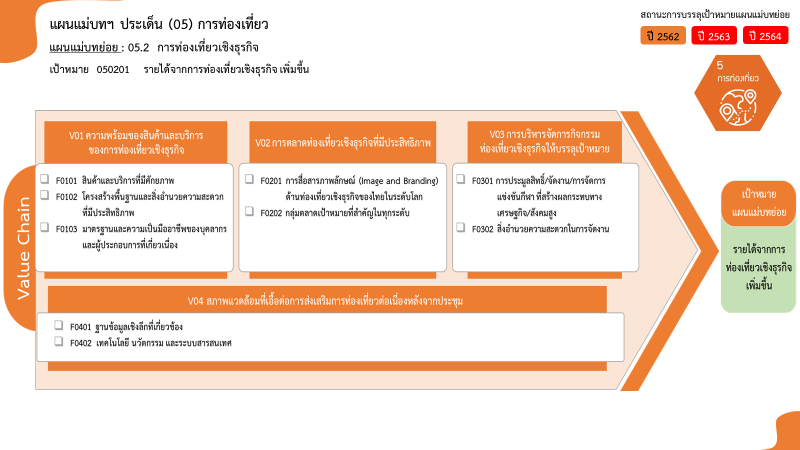 แผนแม่บทฯ ประเด็น (05) การท่องเที่ยว
แผนแม่บทย่อย : 05.2 การท่องเที่ยวเชิงธุรกิจ
เป้าหมาย 050201 รายได้จากการท่องเที่ยวเชิงธุรกิจ เพิ่มขึ้น
สถานะการบรรลุเป้าหมายแผนแม่บทย่อย
ปี 2562 ปี 2563 ปี 2564
5
การท่องเที่ยว
Value Chain
V01 ความพร้อมของสินค้าและบริการ
ของการท่องเที่ยวเชิงธุรกิจ
F0101 สินค้าและบริการที่มีศักยภาพ
F0102 โครงสร้างพื้นฐานและสิ่งอำนวยความสะดวก
ที่มีประสิทธิภาพ
F0103 มาตรฐานและความเป็นมืออาชีพของบุคลากร
และผู้ประกอบการที่เกี่ยวเนื่อง
V02 การตลาดท่องเที่ยวเชิงธุรกิจที่มีประสิทธิภาพ
F0201 การสื่อสารภาพลักษณ์ (Image and Branding)
ด้านท่องเที่ยวเชิงธุรกิจของไทยในระดับโลก
F0202 กลุ่มตลาดเป้าหมายที่สำคัญในทุกระดับ
V03 การบริหารจัดการกิจกรรม
ท่องเที่ยวเชิงธุรกิจให้บรรลุเป้าหมาย
F0301 การประมูลสิทธิ์/จัดงาน/การจัดการ
แข่งขันกีฬา ที่สร้างผลกระทบทาง
เศรษฐกิจ/สังคมสูง
F0302 สิ่งอำนวยความสะดวกในการจัดงาน
V04 สภาพแวดล้อมที่เอื้อต่อการส่งเสริมการท่องเที่ยวต่อเนื่องหลังจากประชุม
F0401 ฐานข้อมูลเชิงลึกที่เกี่ยวข้อง
F0402 เทคโนโลยี นวัตกรรม และระบบสารสนเทศ
เป้าหมาย
แผนแม่บทย่อย
รายได้จากการ
ท่องเที่ยวเชิงธุรกิจ
เพิ่มขึ้น